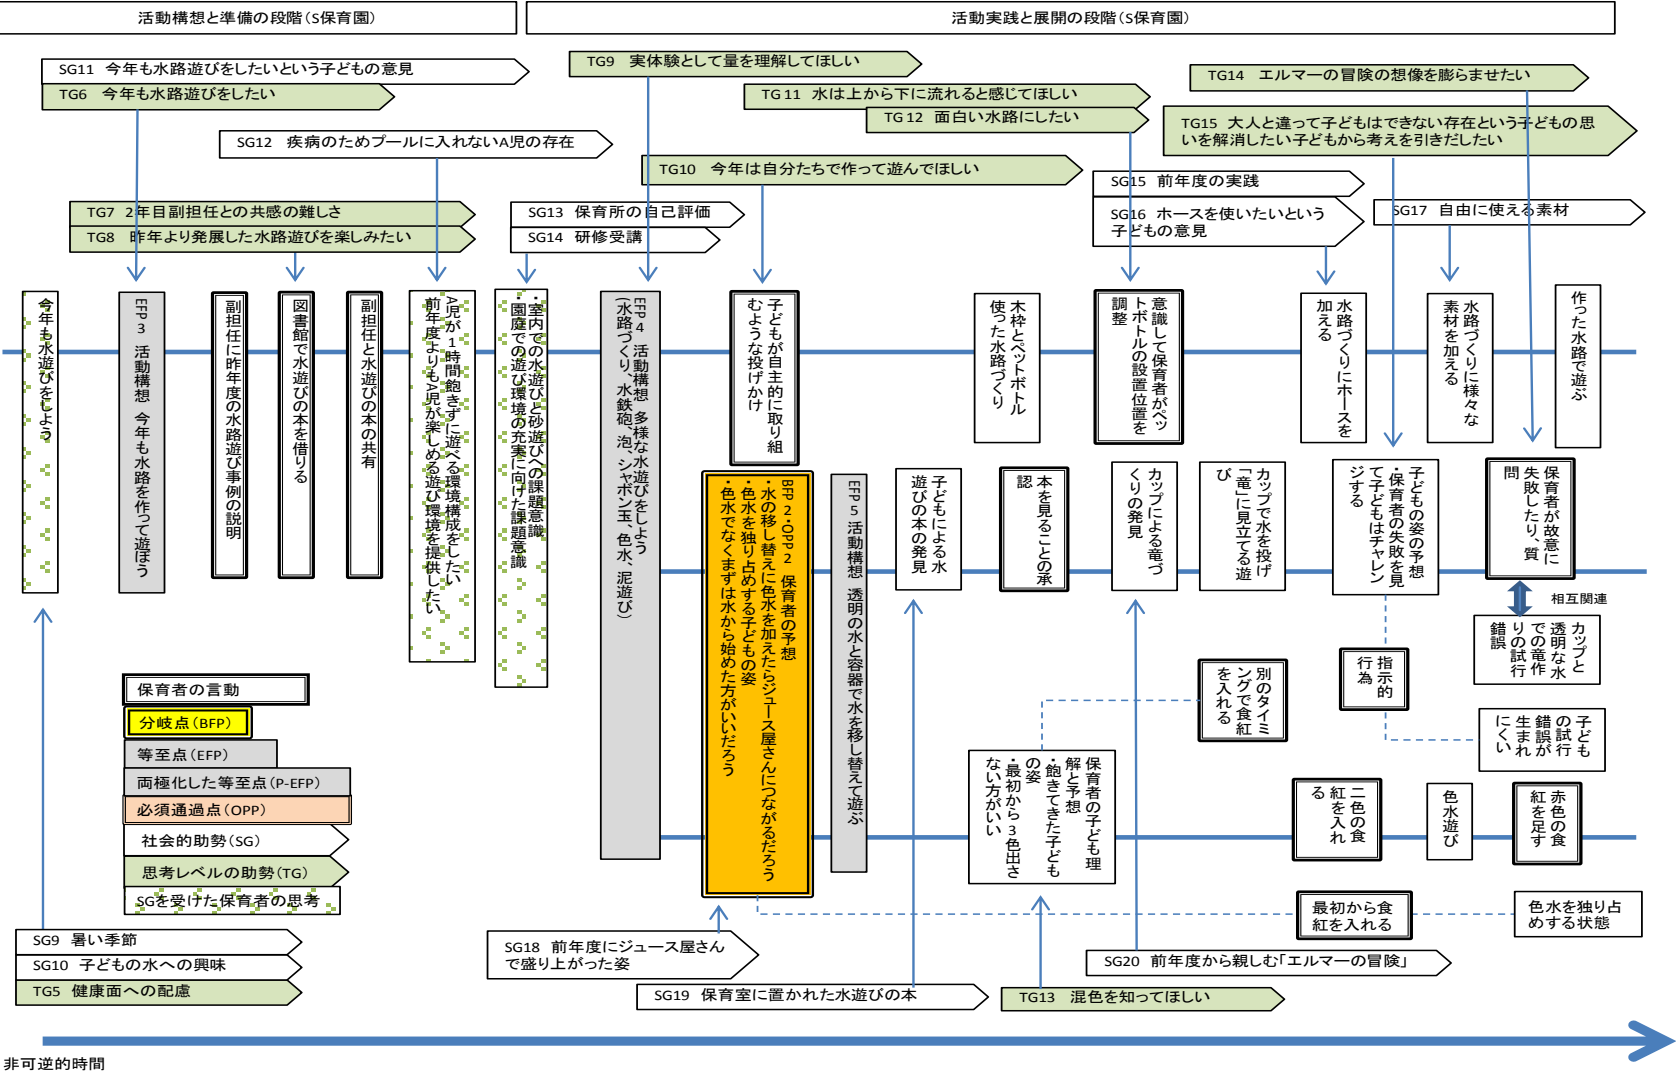 活動構想と準備の段階(S保育園)
活動実践と展開の段階(S保育園)
SG11 今年も水路遊びをしたいという子どもの意見
TG6 今年も水路遊びをしたい
SG12 疾病のためプールに入れないA児の存在
TG7 2年目副担任との共感の難しさ
TG8 昨年より発展した水路遊びを楽しみたい
TG9 実体験として量を理解してほしい
TG11 水は上から下に流れると感じてほしい
TG12 面白い水路にしたい
TG10 今年は自分たちで作って遊んでほしい
SG13 保育所の自己評価
SG14 研修受講
TG14 エルマーの冒険の想像を膨らませたい
TG15 大人と違って子どもはできない存在という子どもの思
いを解消したい子どもから考えを引きだしたい
SG15 前年度の実践
SG16 ホースを使いたいという
子どもの意見
SG17 自由に使える素材
今年も水遊びをしよう
EFP3 活動構想 今年も水路を作って遊ぼう
副担任に昨年度の水路遊び事例の説明
図書館で水遊びの本を借りる
副担任と水遊びの本の共有
A児が1時間飽きずに遊べる環境構成をしたい
前年度よりもA児が楽しめる遊び環境を提供したい
・室内での水遊びと砂遊びへの課題意識
・園庭での遊び環境の充実に向けた課題意識
EFP4 活動構想 多様な水遊びをしよう
(水路づくり、水鉄砲、泡、シャボン玉、色水、泥遊び)
子どもが自主的に取り組
むような投げかけ
木枠とペットボトル
使った水路づくり
意識して保育者がペッ
トボトルの設置位置を
調整
水路づくりにホースを
加える
水路づくりに様々な
素材を加える
作った水路で遊ぶ
BFP2・OPP2 保育者の予想
・水の移し替えに色水を加えたらジュース屋さんにつながるだろう
・色水を独り占めする子どもの姿
・色水でなくまずは水から始めた方がいいだろう
EFP5 活動構想 透明の水と容器で水を移し替えて遊ぶ
子どもによる水
遊びの本の発見
本を見ることの承
認
カップによる竜づ
くりの発見
カップで水を投げ
「竜」に見立てる遊
び
子どもの姿の予想
・保育者の失敗を見
て子どもはチャレン
ジする
保育者が故意に
失敗したり、質
問
相互関連
カップと
透明な水
での竜作
りの試行
錯誤
指示的
行為
子ども
の試行
錯誤が
生まれ
にくい
別のタイミ
ングで食紅
を入れる
保育者の子ども理
解と予想
・飽きてきた子ども
の姿
・最初から3色出さ
ない方がいい
二色の食
紅を入れ
る
色水遊び
赤色の食
紅を足す
最初から食
紅を入れる
色水を独り占
めする状態
保育者の言動
分岐点(BFP)
等至点(EFP)
両極化した等至点(P-EFP)
必須通過点(OPP)
社会的助勢(SG)
思考レベルの助勢(TG)
SGを受けた保育者の思考
SG9 暑い季節
SG10 子どもの水への興味
TG5 健康面への配慮
SG18 前年度にジュース屋さん
で盛り上がった姿
SG19 保育室に置かれた水遊びの本
TG13 混色を知ってほしい
SG20 前年度から親しむ「エルマーの冒険」
非可逆的時間